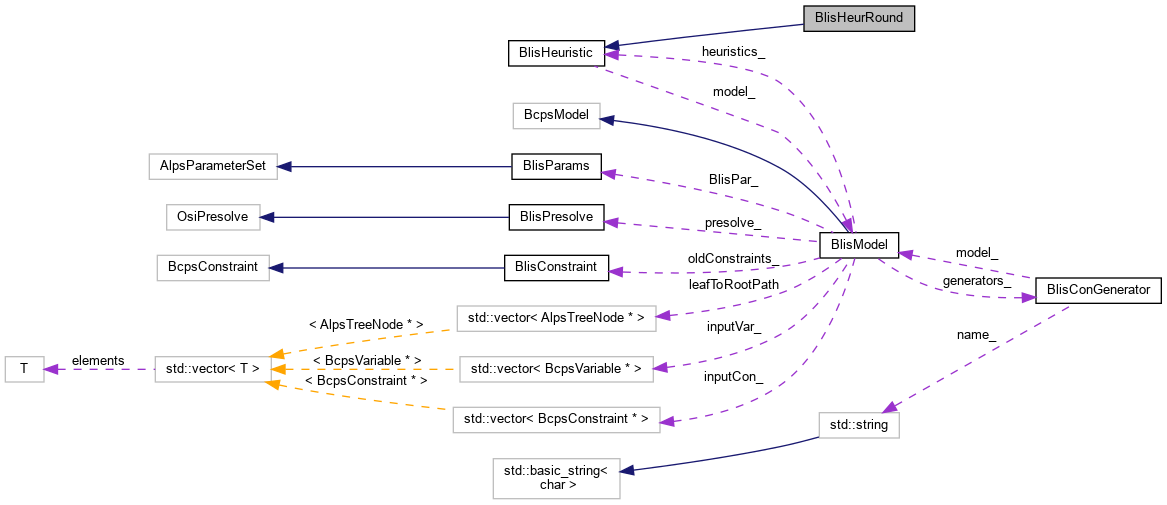 BlisHeurRound
BlisHeuristic
heuristics_
model_
BcpsModel
AlpsParameterSet
BlisParams
BlisPar_
OsiPresolve
BlisPresolve
presolve_
BlisModel
BcpsConstraint
BlisConstraint
oldConstraints_
model_
generators_
BlisConGenerator
leafToRootPath
std::vector< AlpsTreeNode * >
< AlpsTreeNode * >
inputVar_
name_
T
elements
std::vector< T >
< BcpsVariable * >
std::vector< BcpsVariable * >
< BcpsConstraint * >
inputCon_
std::vector< BcpsConstraint * >
std::string
std::basic_string<
char >